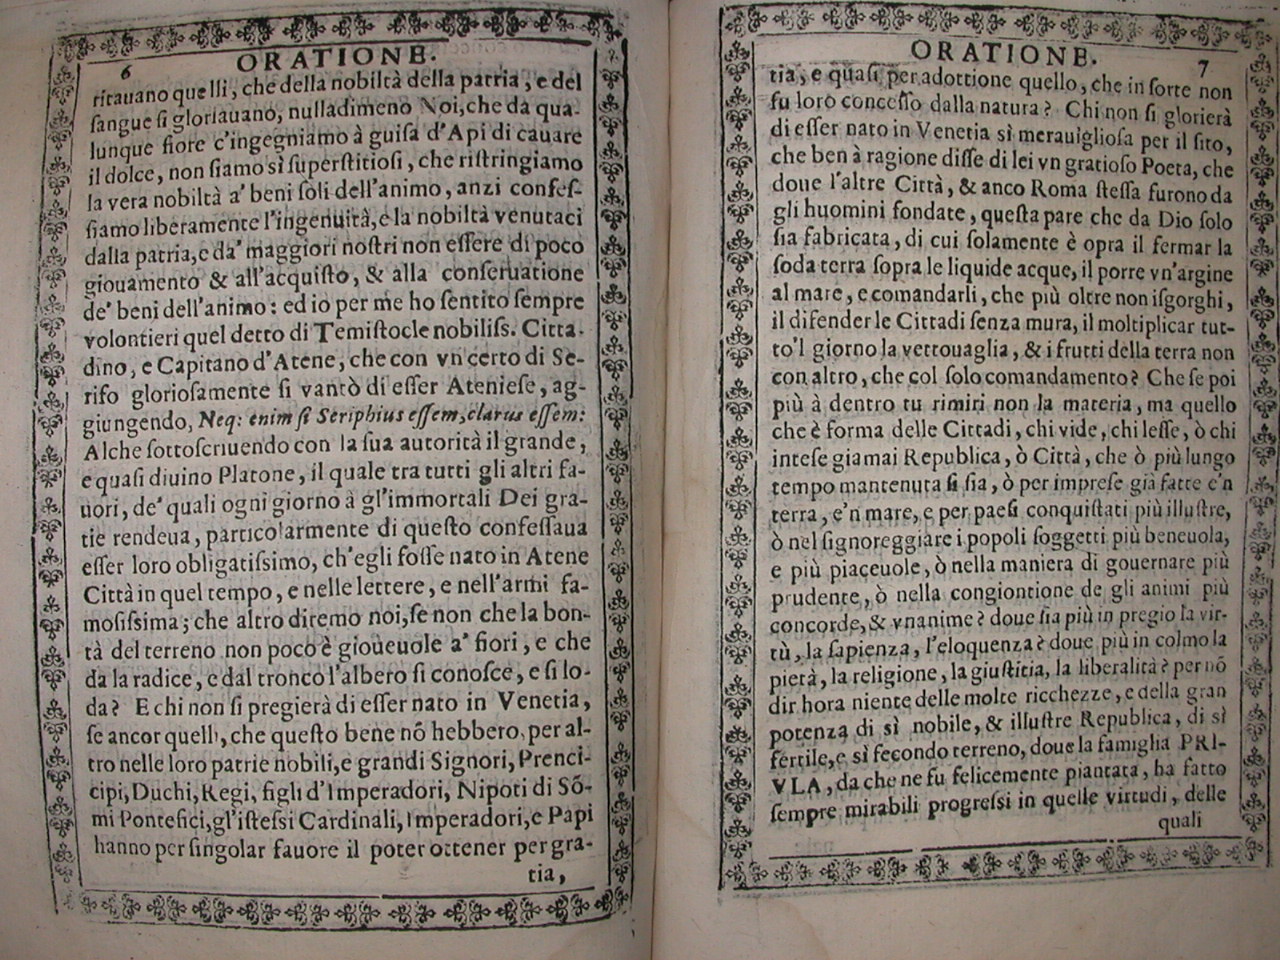 6
ORATIONE.
ritauano quelli, che della nobiltà della patria, e del
sangue si gloriauano, nulladimeno Noi, che da qua-
lunque fiore c'ingegniamo à guisa d'Api di cauare
il dolce, non siamo sì superstitiosi, che ristringiamo
la vera nobiltà a' beni soli dell'animo, anzi confes-
siamo liberamente l'ingenuità, e la nobiltà venutaci
dalla patria, e da' maggiori nostri non essere di poco
giouamento & all'acquisto, & alla conseruatione
de' beni dell'animo: ed io per me ho sentito sempre
volontieri quel detto di Temistocle nobiliss. Citta-
dino, e Capitano d'Atene, che con vn certo di Se-
rifo gloriosamente si vantò di esser Ateniese, ag-
giungendo, Neq: enim si Seriphius essem, clarus essem:
Al che sottoscriuendo con la sua autorità il grande,
e quasi diuino Platone, il quale tra tutti gli altri fa-
uori, de' quali ogni giorno à gl'immortali Dei gra-
tie rendeua, particolarmente di questo confessaua
esser loro obligatissimo, ch'egli fosse nato in Atene
Città in quel tempo, e nelle lettere, e nell'armi fa-
mosissima; che altro diremo noi, se non che la bon-
tà del terreno non poco è gioueuole a' fiori, e che
da la radice, e dal tronco l'albero si conosce, e si lo-
da? E chi non si pregierà di esser nato in Venetia,
se ancor quelli, che questo bene nō hebbero, per al-
tro nelle loro patrie nobili, e grandi Signori, Prenci-
cipi, Duchi, Regi, figli d'Imperadori, Nipoti di Sō-
mi Pontefici, gl'istessi Cardinali, Imperadori, e Papi
hanno per singolar fauore il poter ottener per gra-
tia,
ORATIONE.
7
tia, e quasi per adottione quello, che in sorte non
fu loro concesso dalla natura? Chi non si glorierà
di esser nato in Venetia sì merauigliosa per il sito,
che ben à ragione disse di lei vn gratioso Poeta, che
doue l'altre Città, & anco Roma stessa furono da
gli huomini fondate, questa pare che da Dio solo
sia fabricata, di cui solamente è opra il fermar la
soda terra sopra le liquide acque, il porre vn'argine
al mare, e comandarli, che più oltre non isgorghi,
il difender le Cittadi senza mura, il moltiplicar tut-
to'l giorno la vettouaglia, & i frutti della terra non
con altro, che col solo comandamento? Che se poi
più à dentro tu rimiri non la materia, ma quello
che è forma delle Cittadi, chi vide, chi lesse, ò chi
intese giamai Republica, ò Città, che ò più lungo
tempo mantenuta si sia, ò per imprese già fatte e'n
terra, e'n mare, e per paesi conquistati più illustre,
ò nel signoreggiare i popoli soggetti più beneuola,
e più piaceuole, ò nella maniera di gouernare più
prudente, ò nella congiontione de gli animi più
concorde, & vnanime? doue sia più in pregio la vir-
tù, la sapienza, l'eloquenza? doue più in colmo la
pietà, la religione, la giustitia, la liberalità? per nō
dir hora niente delle molte ricchezze, e della gran
potenza di sì nobile, & illustre Republica, di sì
fertile, e sì fecondo terreno, doue la famiglia PRI-
VLA, da che ne fu felicemente piantata, ha fatto
sempre mirabili progressi in quelle virtudi, delle
quali